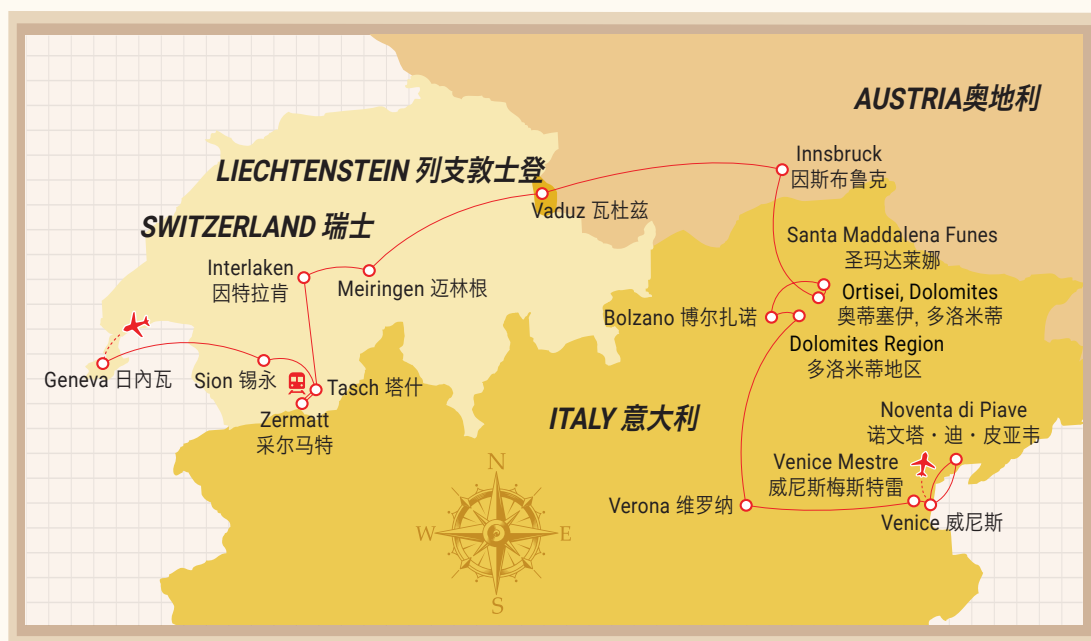 AUSTRIA奥地利
Innsbruck
因斯布鲁克
LIECHTENSTEIN 列支敦士登
Vaduz 瓦杜兹
SWITZERLAND 瑞士
Santa Maddalena Funes
圣玛达莱娜
Interlaken
因特拉肯
Meiringen 迈林根
Ortisei, Dolomites
奥蒂塞伊, 多洛米蒂
Bolzano 博尔扎诺
Dolomites Region
多洛米蒂地区
Geneva 日內瓦
Sion 锡永
Tasch 塔什
Zermatt
采尔马特
ITALY 意大利
Noventa di Piave
诺文塔・迪・皮亚韦
Venice Mestre
威尼斯梅斯特雷
Verona 维罗纳
Venice 威尼斯
N
W
E
S